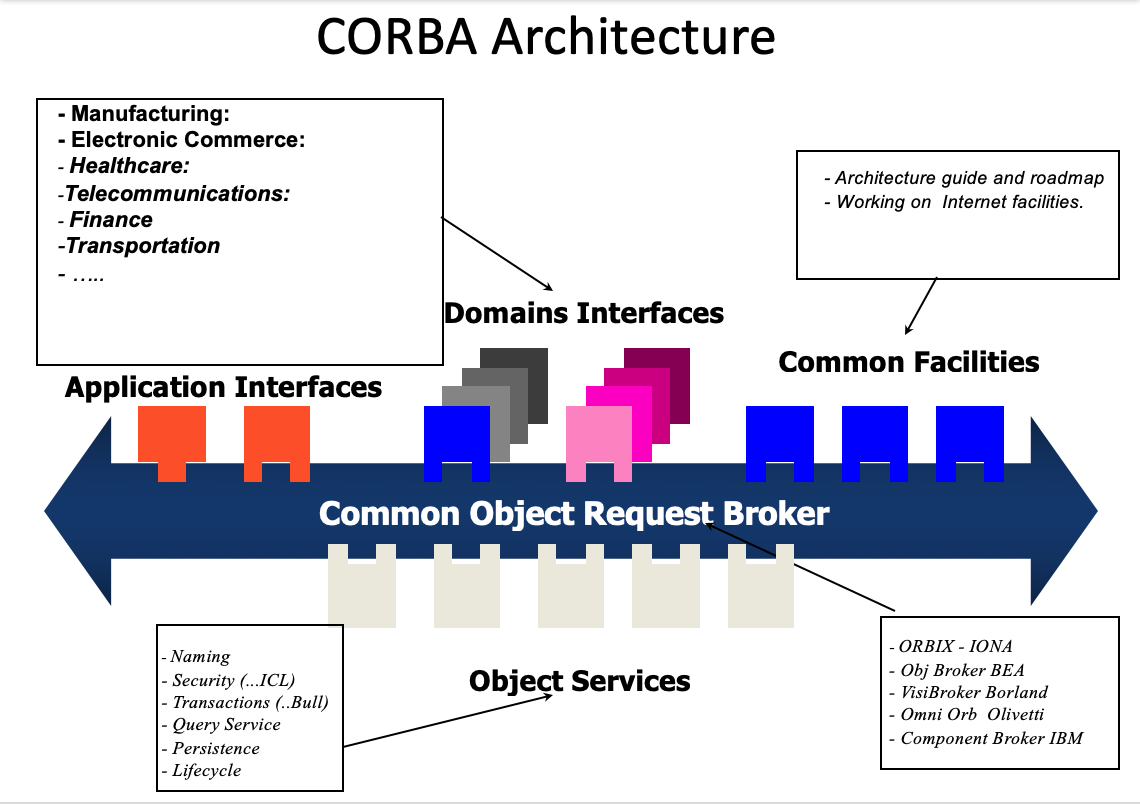 CORBA Architecture
- Manufacturing:
- Electronic Commerce:
- Healthcare:
-Telecommunications:
- Finance
-Transportation
- …..
- Architecture guide and roadmap
- Working on  Internet facilities.
Domains Interfaces
Common Facilities
Application Interfaces
Common Object Request Broker
- Naming
- Security (...ICL)
- Transactions (..Bull)
- Query Service
- Persistence
- Lifecycle
Object Services
- ORBIX - IONA
- Obj Broker BEA
- VisiBroker Borland
- Omni Orb  Olivetti
- Component Broker IBM